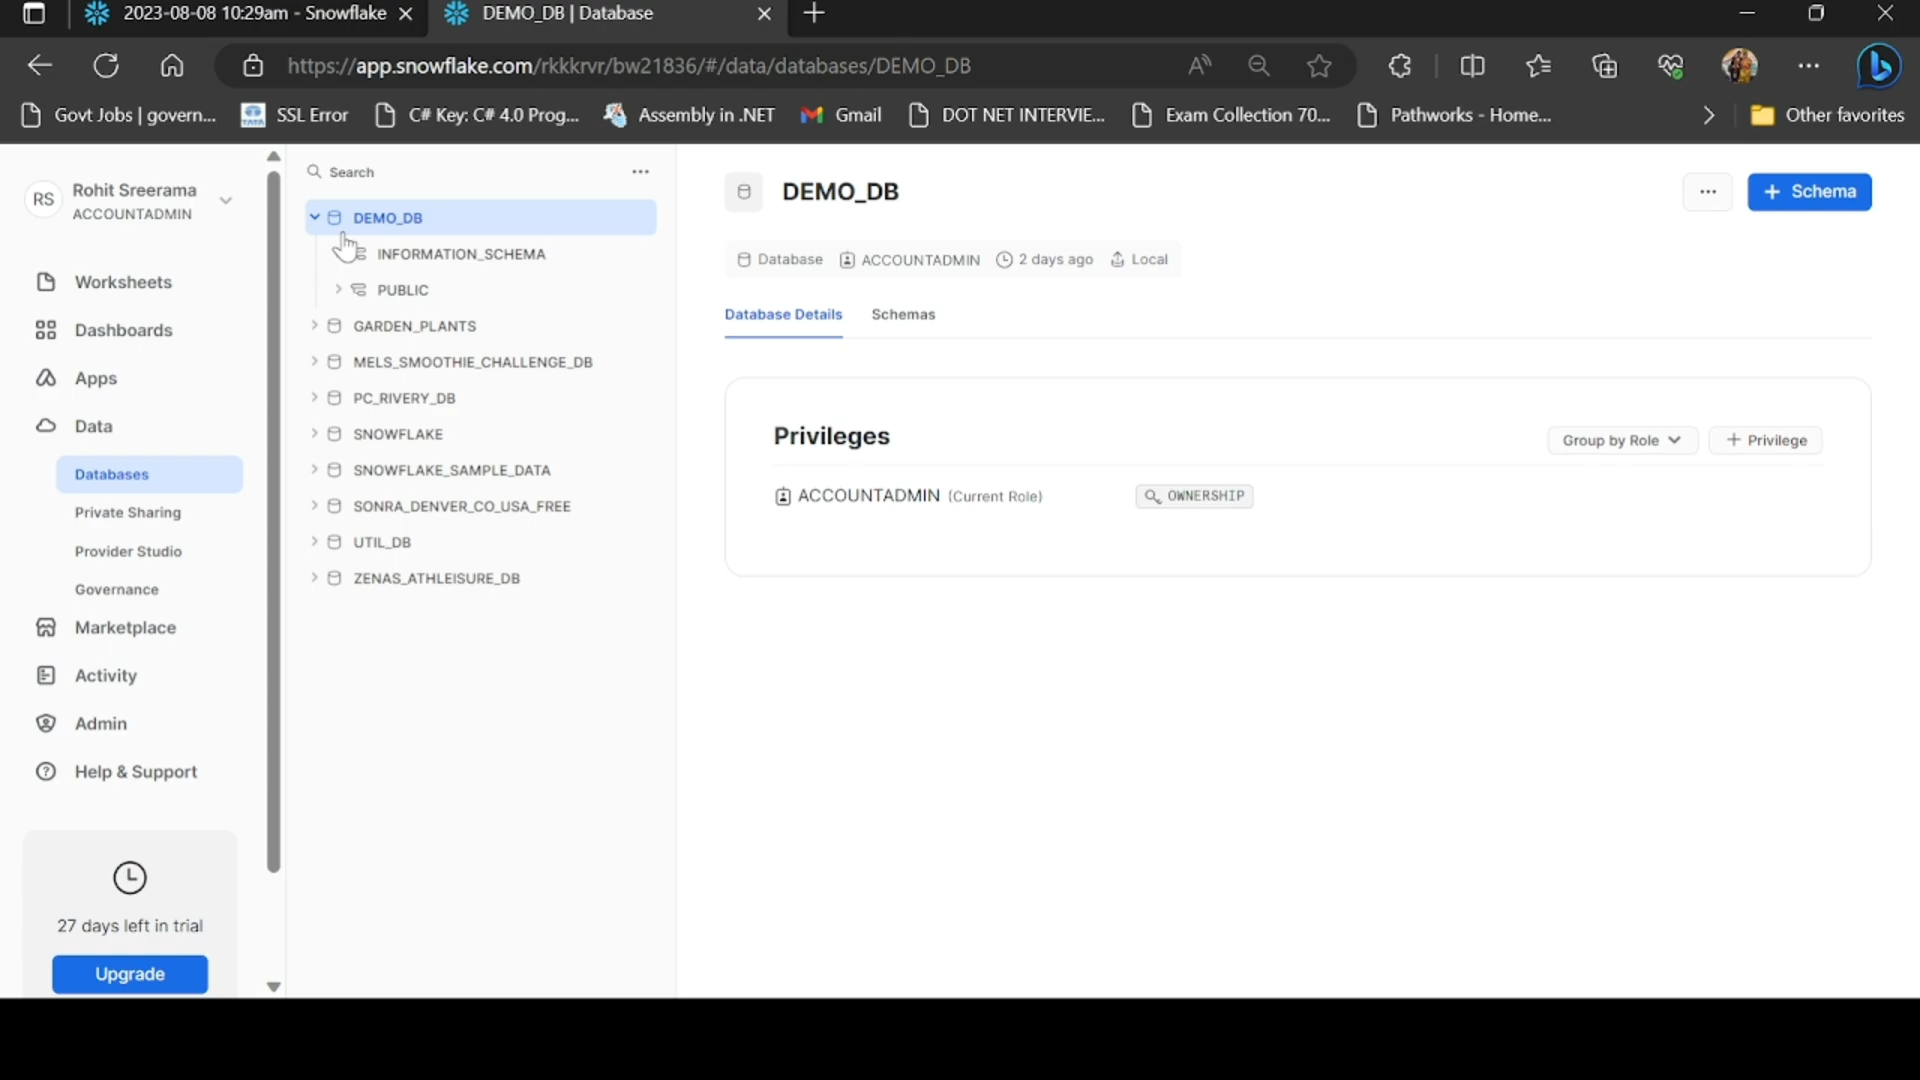 2023-08-08 10:29am - Snowflake
DEMO_DB | Database
https://app.snowflake.com/rkkkrvr/bw21836/#/data/databases/DEMO_DB
Govt Jobs | govern...
SSL Error
C# Key: C# 4.0 Prog...
Assembly in .NET
Gmail
DOT NET INTERVIE...
Exam Collection 70...
Pathworks - Home...
Other favorites
RS
Rohit Sreerama
ACCOUNTADMIN
Worksheets
Dashboards
Apps
Data
Databases
Private Sharing
Provider Studio
Governance
Marketplace
Activity
Admin
Help & Support
27 days left in trial
Upgrade
Search
DEMO_DB
INFORMATION_SCHEMA
PUBLIC
GARDEN_PLANTS
MELS_SMOOTHIE_CHALLENGE_DB
PC_RIVERY_DB
SNOWFLAKE
SNOWFLAKE_SAMPLE_DATA
SONRA_DENVER_CO_USA_FREE
UTIL_DB
ZENAS_ATHLEISURE_DB
DEMO_DB
+ Schema
Database ACCOUNTADMIN 2 days ago Local
Database Details Schemas
Privileges
Group by Role
+ Privilege
ACCOUNTADMIN (Current Role) OWNERSHIP